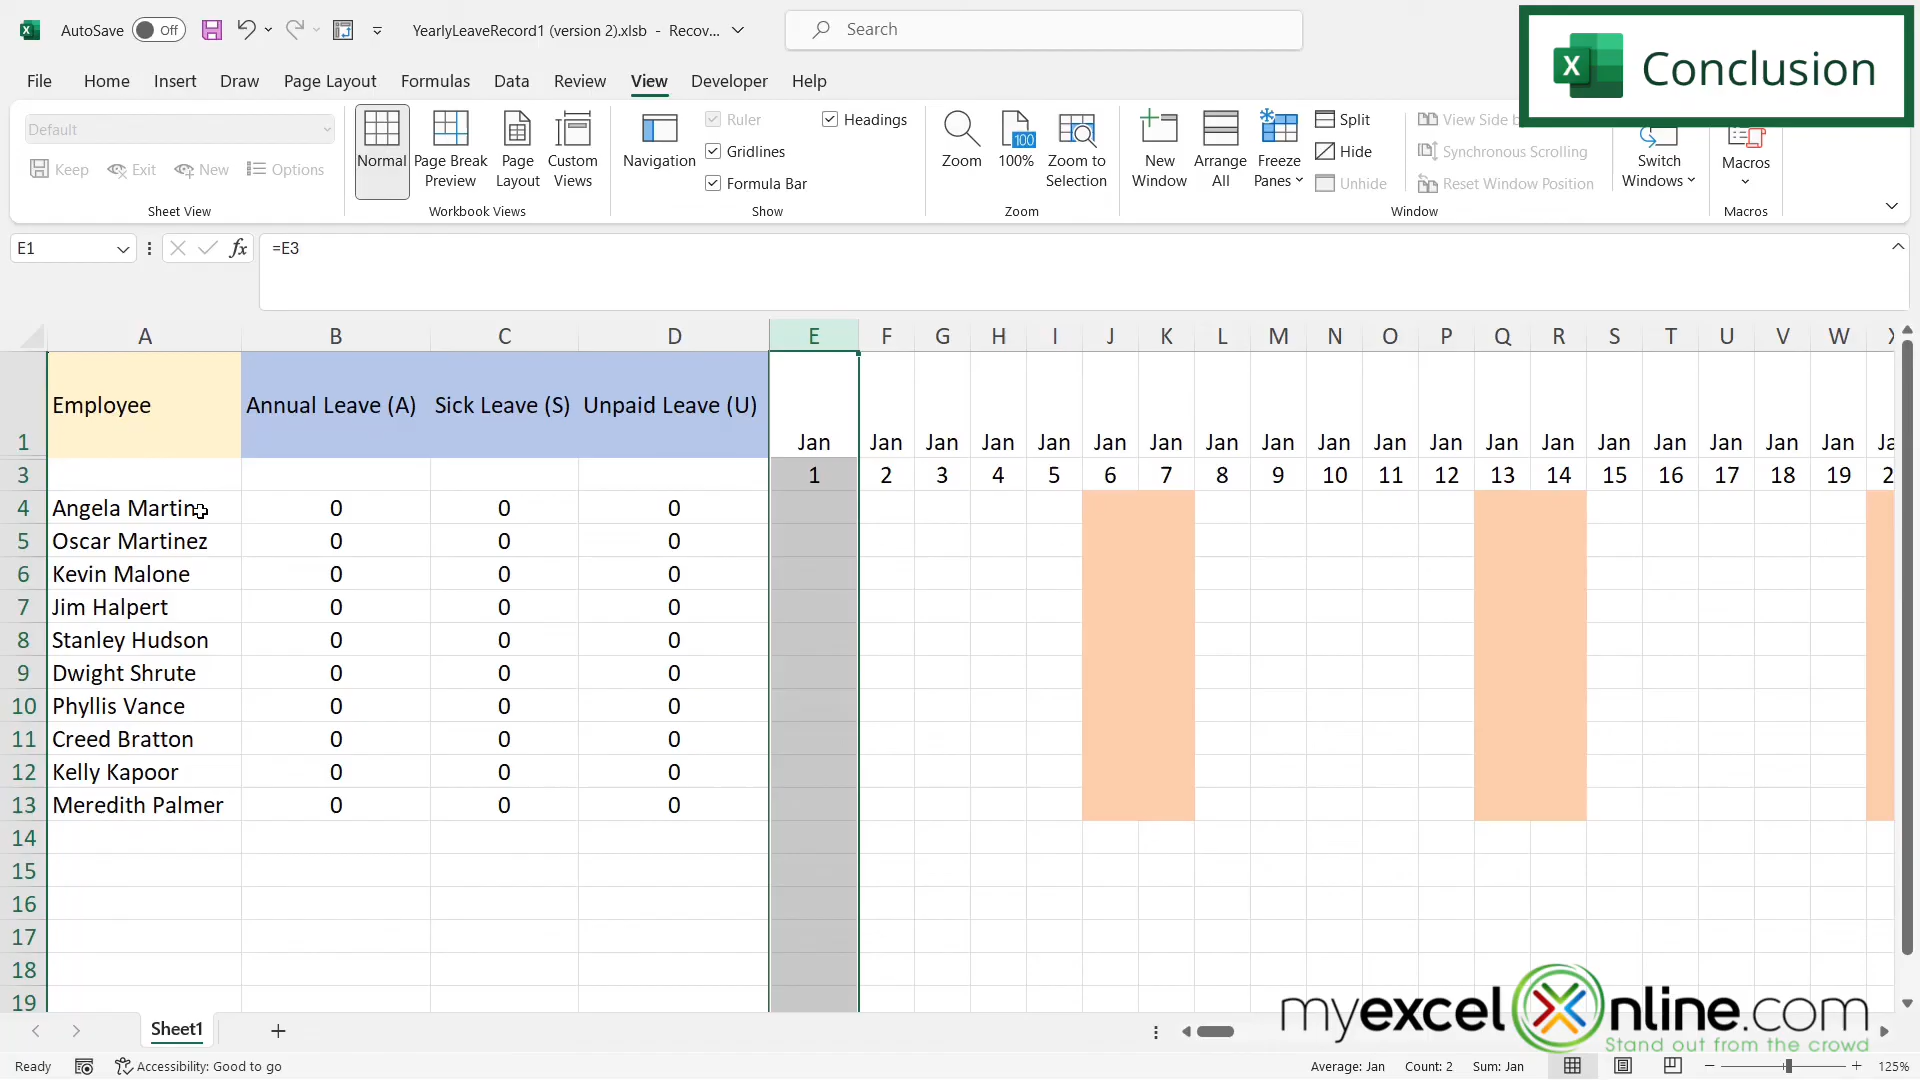 AutoSave Off YearlyLeaveRecord1 (version 2).xlsb - Recov... Search
Conclusion
File Home Insert Draw Page Layout Formulas Data Review View Developer Help
Default
Keep Exit New Options
Sheet View
Normal Page Break Preview Page Layout Custom Views
Workbook Views
Navigation
Ruler
Gridlines
Formula Bar
Headings
Show
Zoom 100% Zoom to Selection
Zoom
New Window Arrange All Freeze Panes
Split
Hide
Unhide
View Side b
Synchronous Scrolling
Reset Window Position
Switch Windows
Window
Macros
Macros
E1 fx =E3
A B C D E F G H I J K L M N O P Q R S T U V W X
1 Employee Annual Leave (A) Sick Leave (S) Unpaid Leave (U) Jan Jan Jan Jan Jan Jan Jan Jan Jan Jan Jan Jan Jan Jan Jan Jan Jan Jan Jan Ja
3 1 2 3 4 5 6 7 8 9 10 11 12 13 14 15 16 17 18 19 2
4 Angela Martin 0 0 0
5 Oscar Martinez 0 0 0
6 Kevin Malone 0 0 0
7 Jim Halpert 0 0 0
8 Stanley Hudson 0 0 0
9 Dwight Shrute 0 0 0
10 Phyllis Vance 0 0 0
11 Creed Bratton 0 0 0
12 Kelly Kapoor 0 0 0
13 Meredith Palmer 0 0 0
14
15
16
17
18
19
myexcelOnline.com
Stand out from the crowd
Sheet1
Ready Accessibility: Good to go Average: Jan Count: 2 Sum: Jan 125%